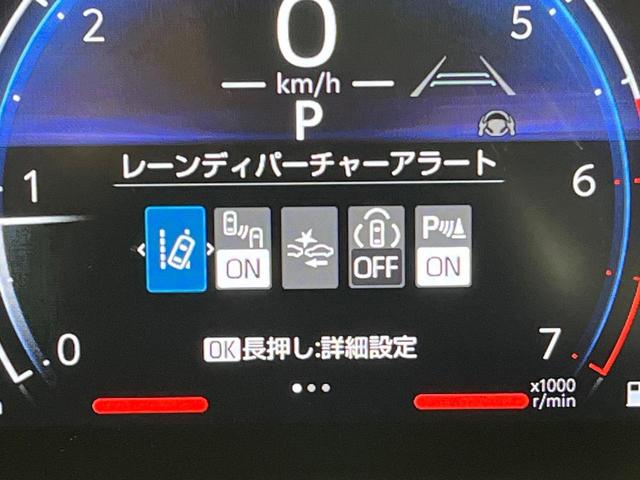 0
2
5
km/h
P
レーンディパーチャーアラート
1
6
ON
OFF
P
ON
0
OK長押し:詳細設定
7
x1000
r/min